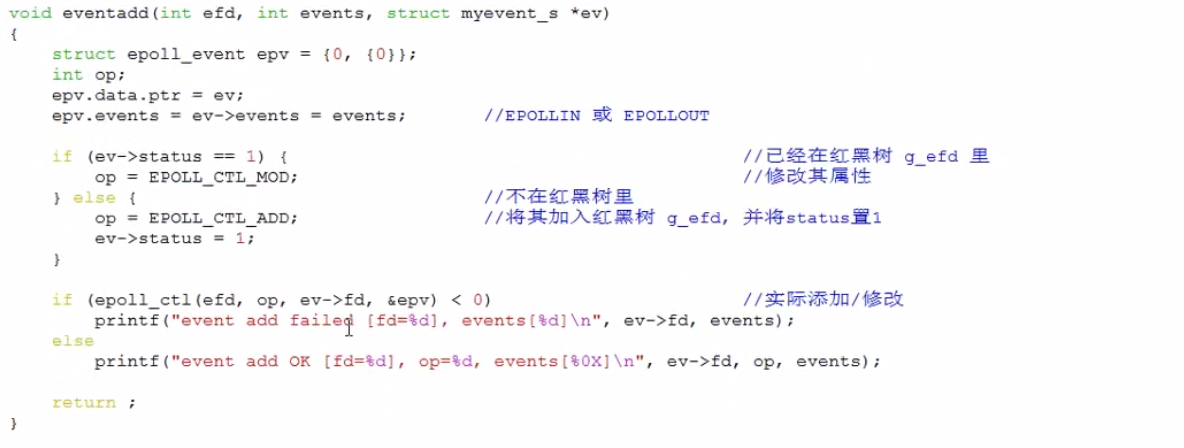 void eventadd(int efd, int events, struct myevent_s *ev)
{
    struct epoll_event epv = {0, {0}};
    int op;
    epv.data.ptr = ev;
    epv.events = ev->events = events;        //EPOLLIN 或 EPOLLOUT
    if (ev->status == 1) {        //已经在红黑树 g_efd 里
        op = EPOLL_CTL_MOD;        //修改其属性
    } else {        //不在红黑树里
        op = EPOLL_CTL_ADD;        //将其加入红黑树 g_efd, 并将status置1
        ev->status = 1;
    }
    if (epoll_ctl(efd, op, ev->fd, &epv) < 0)        //实际添加/修改
        printf("event add failed [fd=%d], events[%d]\n", ev->fd, events);
    else
        printf("event add OK [fd=%d], op=%d, events[%0X]\n", ev->fd, op, events);
    return ;
}